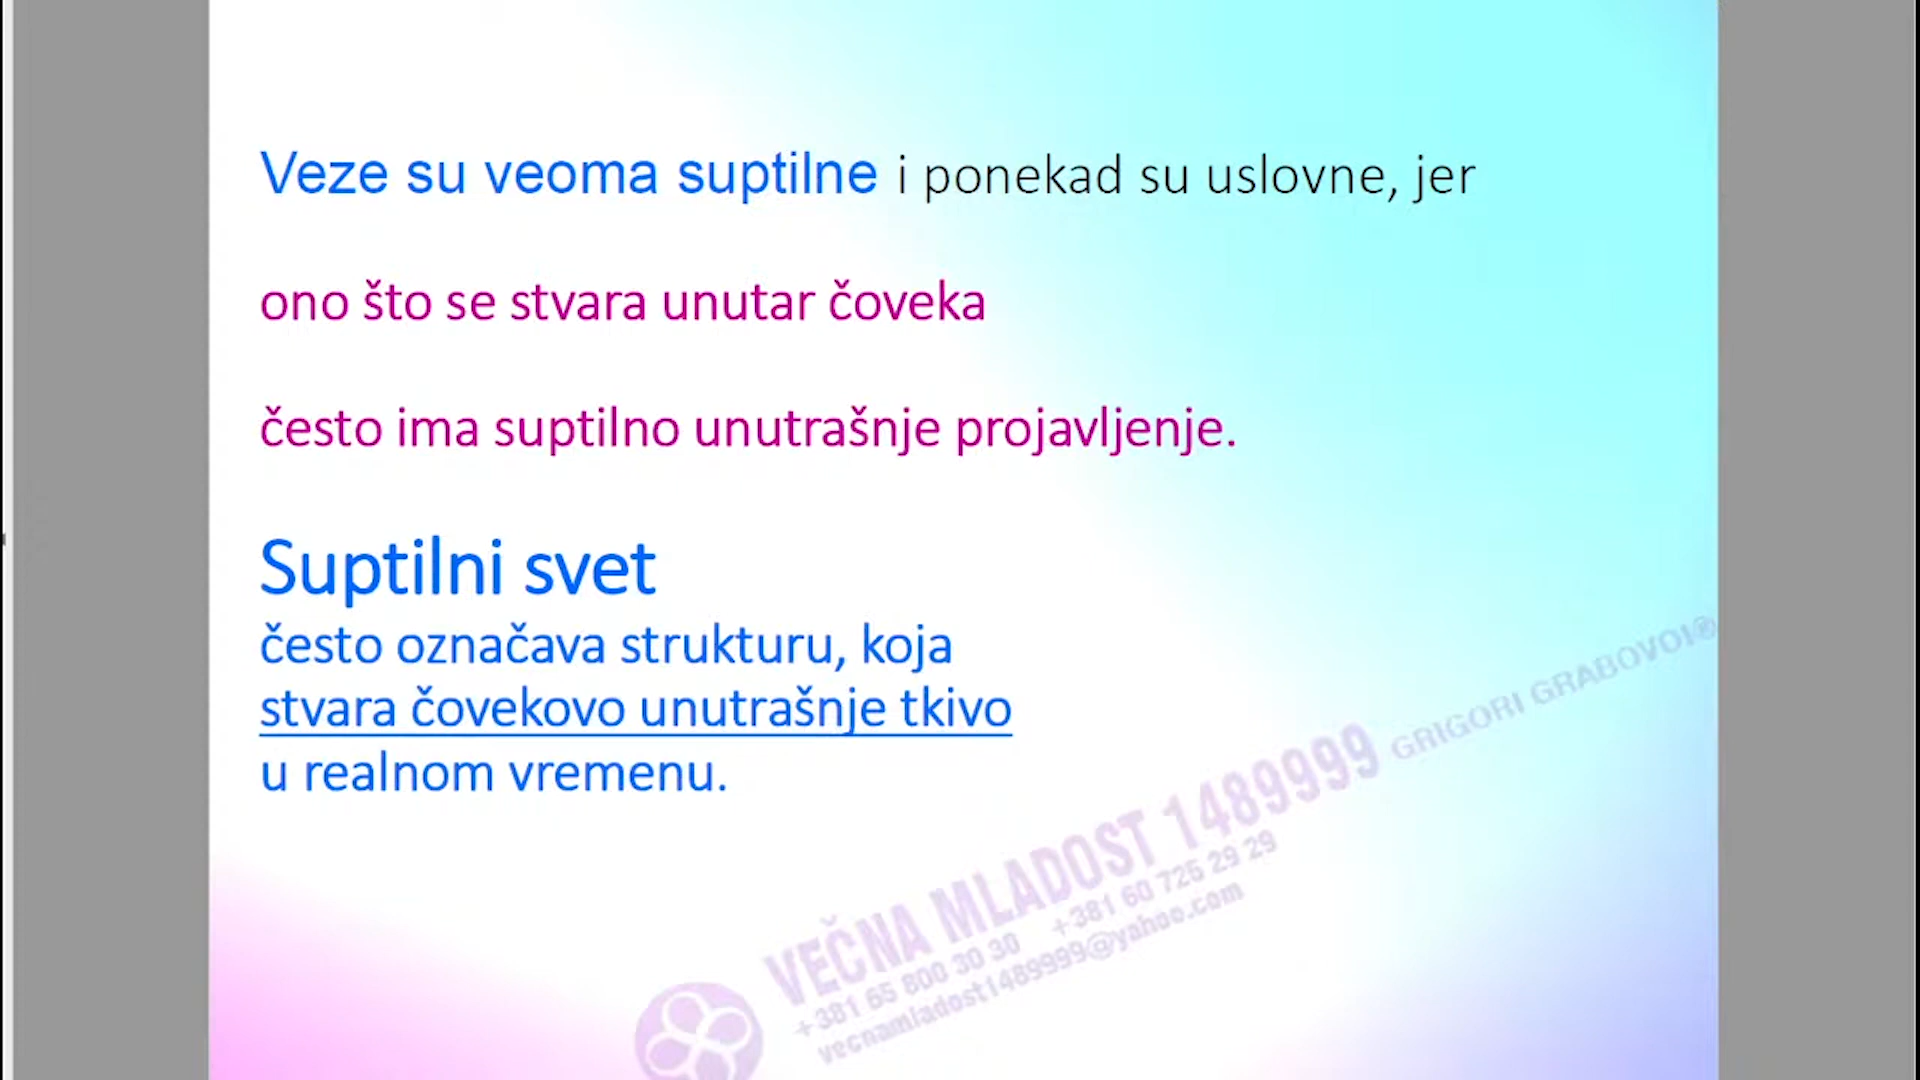 Veze su veoma suptilne i ponekad su uslovne, jer
ono što se stvara unutar čoveka
često ima suptilno unutrašnje projavljenje.
Suptilni svet
često označava strukturu, koja
stvara čovekovo unutrašnje tkivo
u realnom vremenu.
VEČNA MLADOST 1489999 GRIGORI GRABOVOI®
+381 65 800 30 30 +381 60 725 29 29
vecnamladost1489999@yahoo.com